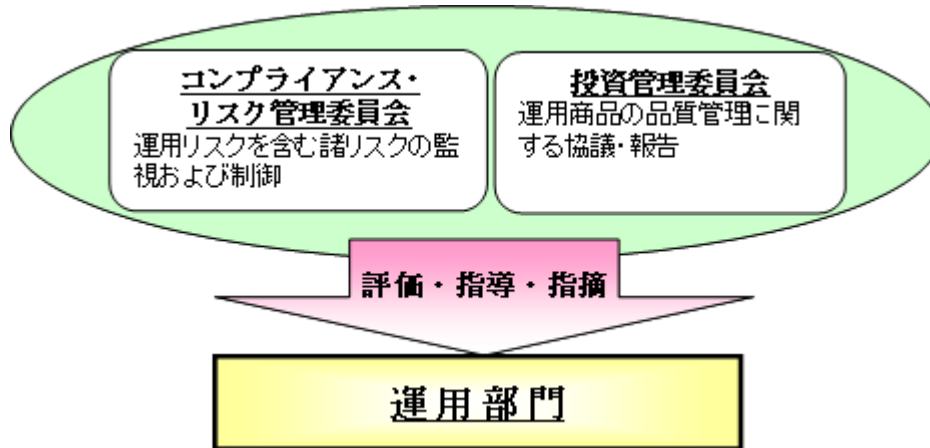 コンプライアンス・
リスク管理委員会
運用リスクを含む諸リスクの監
視および制御
投資管理委員会
運用商品の品質管理に関
する協議・報告
評価・指導・指摘
運用部門